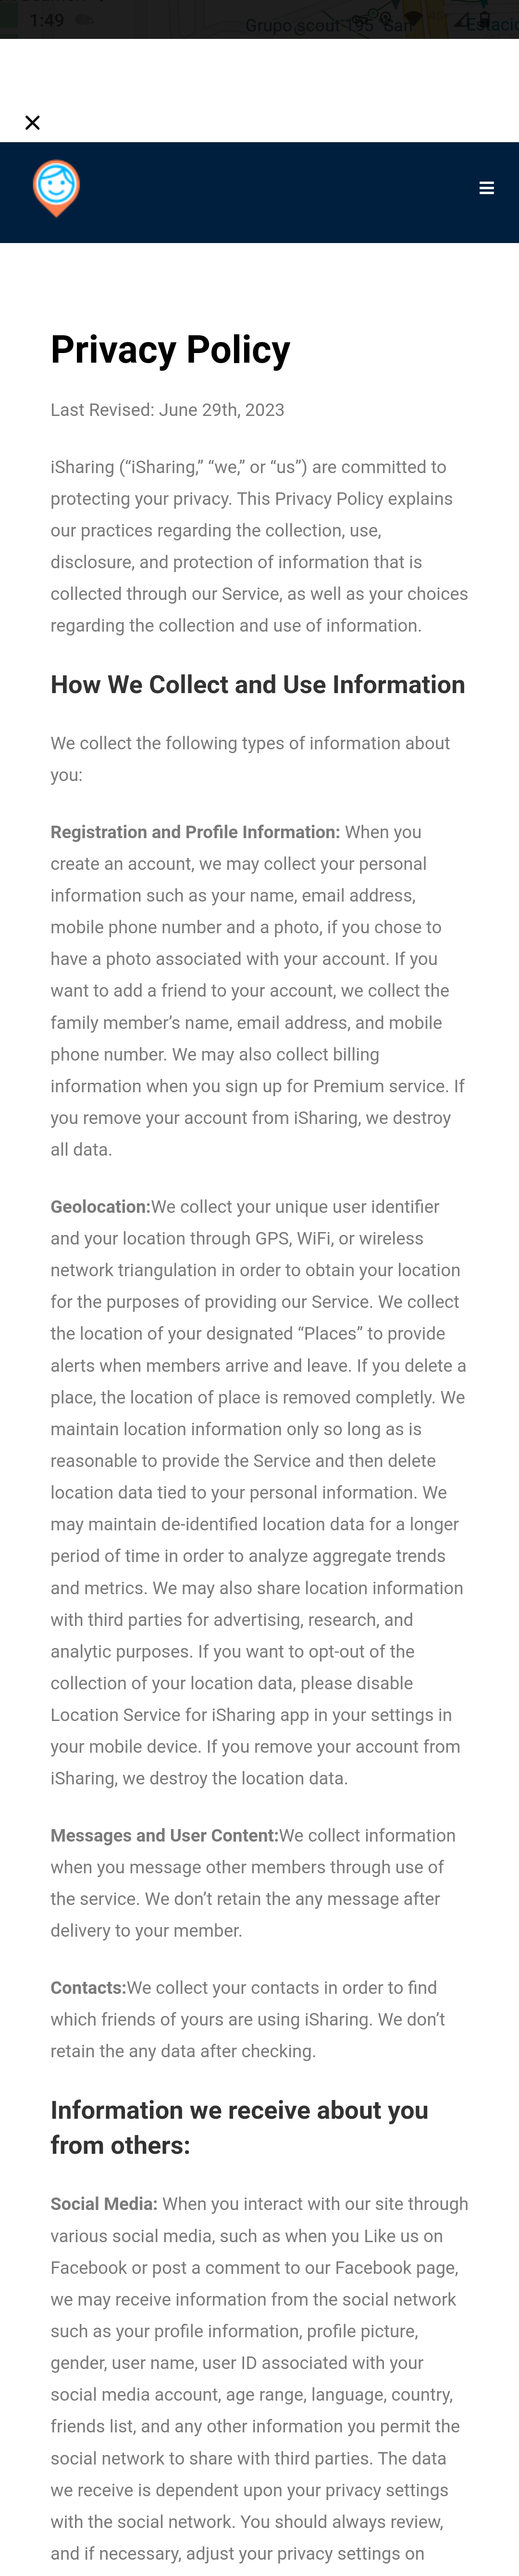 1:49
Grupo scout 195 San
Estacio
Privacy Policy
Last Revised: June 29th, 2023
iSharing (“iSharing,” “we,” or “us”) are committed to
protecting your privacy. This Privacy Policy explains
our practices regarding the collection, use,
disclosure, and protection of information that is
collected through our Service, as well as your choices
regarding the collection and use of information.
How We Collect and Use Information
We collect the following types of information about
you:
Registration and Profile Information: When you
create an account, we may collect your personal
information such as your name, email address,
mobile phone number and a photo, if you chose to
have a photo associated with your account. If you
want to add a friend to your account, we collect the
family member’s name, email address, and mobile
phone number. We may also collect billing
information when you sign up for Premium service. If
you remove your account from iSharing, we destroy
all data.
Geolocation:We collect your unique user identifier
and your location through GPS, WiFi, or wireless
network triangulation in order to obtain your location
for the purposes of providing our Service. We collect
the location of your designated “Places” to provide
alerts when members arrive and leave. If you delete a
place, the location of place is removed completly. We
maintain location information only so long as is
reasonable to provide the Service and then delete
location data tied to your personal information. We
may maintain de-identified location data for a longer
period of time in order to analyze aggregate trends
and metrics. We may also share location information
with third parties for advertising, research, and
analytic purposes. If you want to opt-out of the
collection of your location data, please disable
Location Service for iSharing app in your settings in
your mobile device. If you remove your account from
iSharing, we destroy the location data.
Messages and User Content:We collect information
when you message other members through use of
the service. We don’t retain the any message after
delivery to your member.
Contacts:We collect your contacts in order to find
which friends of yours are using iSharing. We don’t
retain the any data after checking.
Information we receive about you
from others:
Social Media: When you interact with our site through
various social media, such as when you Like us on
Facebook or post a comment to our Facebook page,
we may receive information from the social network
such as your profile information, profile picture,
gender, user name, user ID associated with your
social media account, age range, language, country,
friends list, and any other information you permit the
social network to share with third parties. The data
we receive is dependent upon your privacy settings
with the social network. You should always review,
and if necessary, adjust your privacy settings on